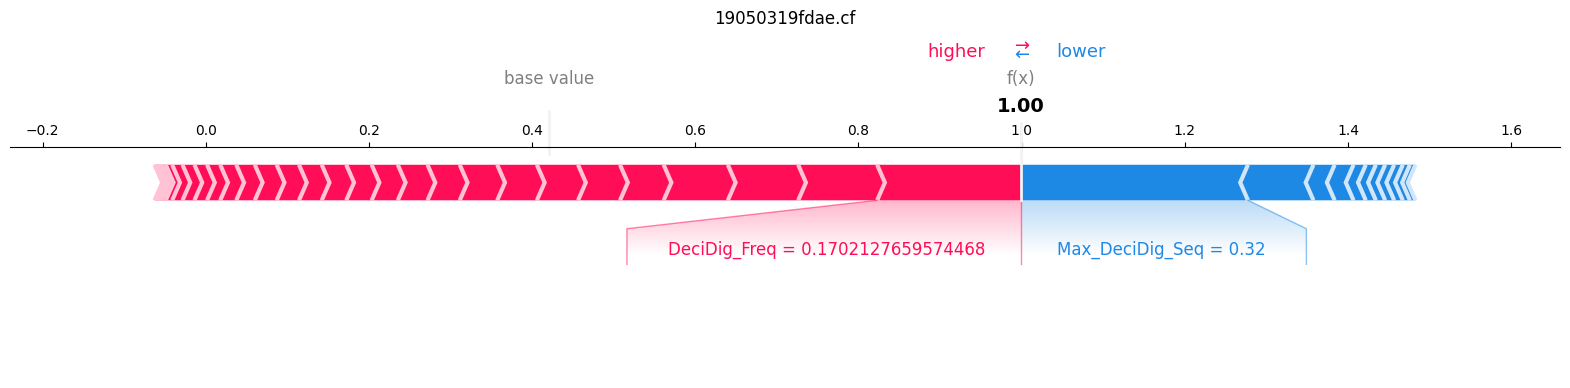 19050319fdae.cf
higher ⇄ lower
base value f(x)
1.00
−0.2 0.0 0.2 0.4 0.6 0.8 1.0 1.2 1.4 1.6
DeciDig_Freq = 0.1702127659574468 Max_DeciDig_Seq = 0.32